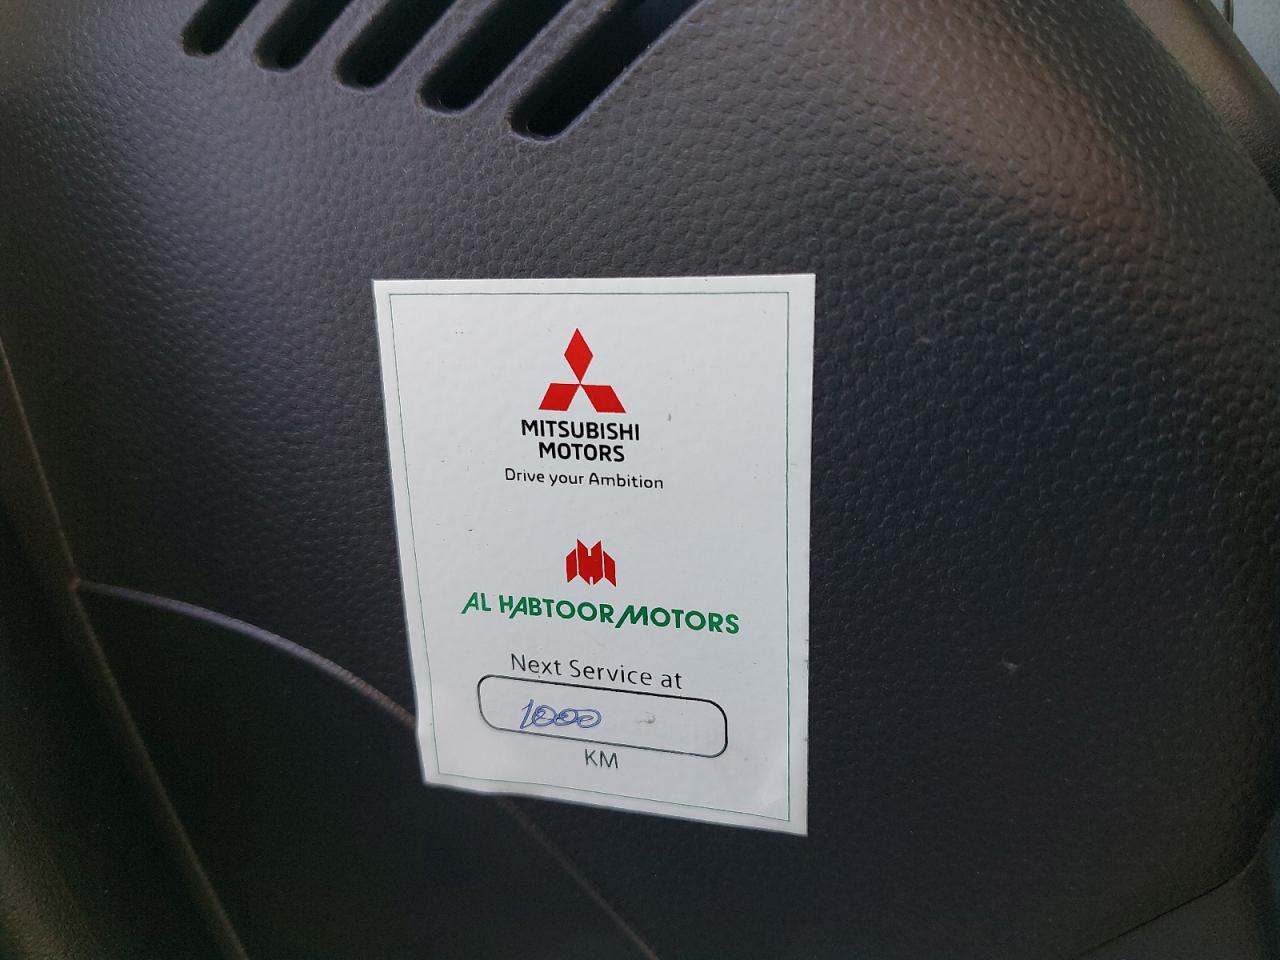 MITSUBISHI
MOTORS
Drive your Ambition
AL HABTOOR MOTORS
Next Service at
1000
KM